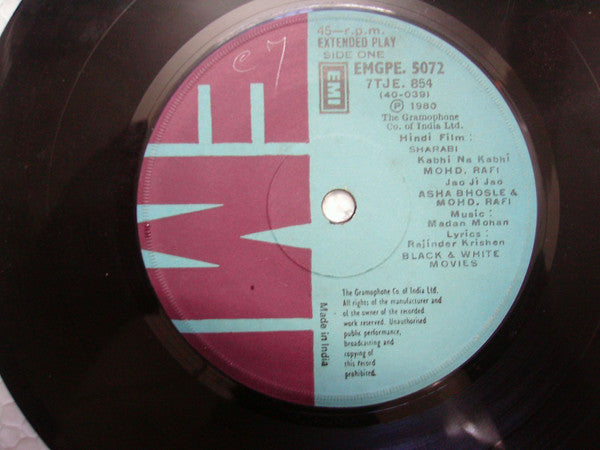 45-r.p.m.
EXTENDED PLAY
SIDE ONE
EMGPE. 5072
7TJE. 854
(40-039)
Ⓟ 1980
The Gramophone
Co. of India Ltd.
Hindi Film :
SHARABI
Kabhi Na Kabhi
MOHD. RAFI
Jao Ji Jao
ASHA BHOSLE &
MOHD. RAFI
Music :
Madan Mohan
Lyrics :
Rajinder Krishen
BLACK & WHITE
MOVIES
EMI
EMI
C7
The Gramophone Co. of India Ltd.
All rights of the manufacturer and
of the owner of the recorded
work reserved. Unauthorised
public performance,
broadcasting and
copying of
this record
prohibited.
Made in India